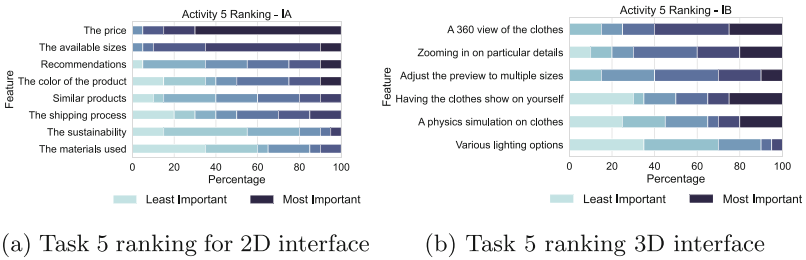 Activity 5 Ranking - IA
Feature
The price
The available sizes
Recommendations
The color of the product
Similar products
The shipping process
The sustainability
The materials used
0 20 40 60 80 100
Percentage
Least Important Most Important
(a) Task 5 ranking for 2D interface
Activity 5 Ranking - IB
Feature
A 360 view of the clothes
Zooming in on particular details
Adjust the preview to multiple sizes
Having the clothes show on yourself
A physics simulation on clothes
Various lighting options
0 20 40 60 80 100
Percentage
Least Important Most Important
(b) Task 5 ranking 3D interface